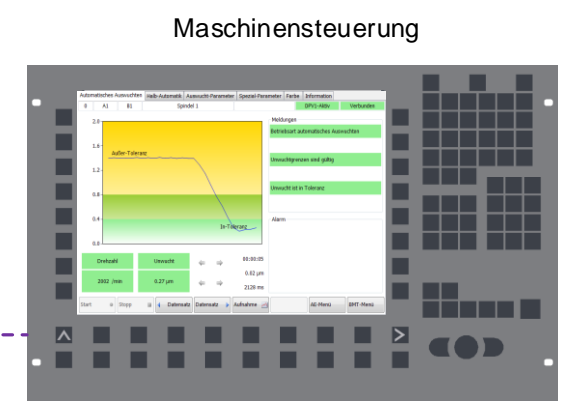 Maschinensteuerung
Automatisches Auswuchten Halb-Automatik Auswucht-Parameter Spezial-Parameter Farbe Information
0 A1 B1 Spindel 1 DPV1-Aktiv Verbunden
Meldungen
2.0
Betriebsart automatisches Auswuchten
1.6
Außer-Toleranz
Unwuchtgrenzen sind gültig
1.2
Unwucht ist in Toleranz
0.8
Alarm
0.4
In-Toleranz
0.0
Drehzahl Unwucht 00:00:05
0.02 µm
2002 /min 0.27 µm
2128 ms
Start Stopp Datensatz Datensatz Aufnahme AE-Menü BMT-Menü